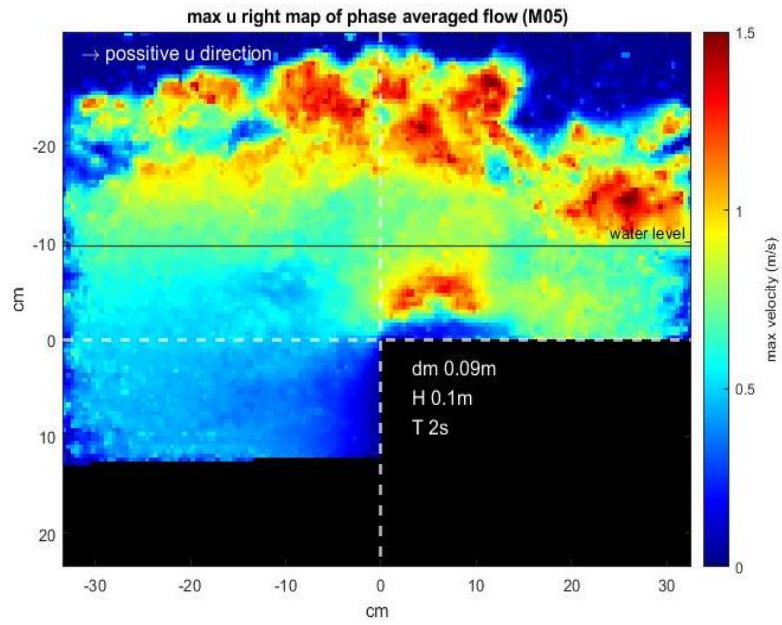 max u right map of phase averaged flow (M05)
→ possitive u direction
water level
dm 0.09m
H 0.1m
T 2s
-20
-10
0
10
20
cm
-30
-20
-10
0
10
20
30
cm
1.5
1
0.5
0
max velocity (m/s)